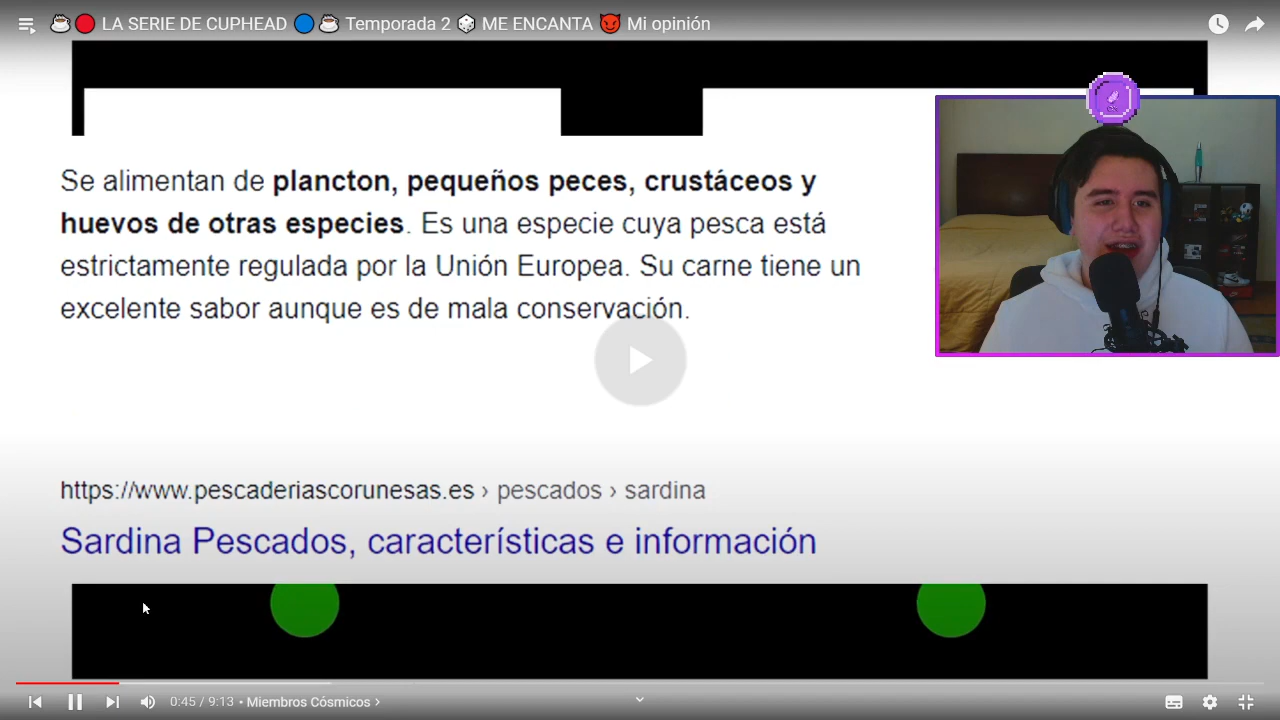 ☕🔴 LA SERIE DE CUPHEAD 🔵☕ Temporada 2 🎲 ME ENCANTA 😈 Mi opinión
Se alimentan de plancton, pequeños peces, crustáceos y
huevos de otras especies. Es una especie cuya pesca está
estrictamente regulada por la Unión Europea. Su carne tiene un
excelente sabor aunque es de mala conservación.
https://www.pescaderiascorunesas.es › pescados › sardina
Sardina Pescados, características e información
0:45 / 9:13 • Miembros Cósmicos ›